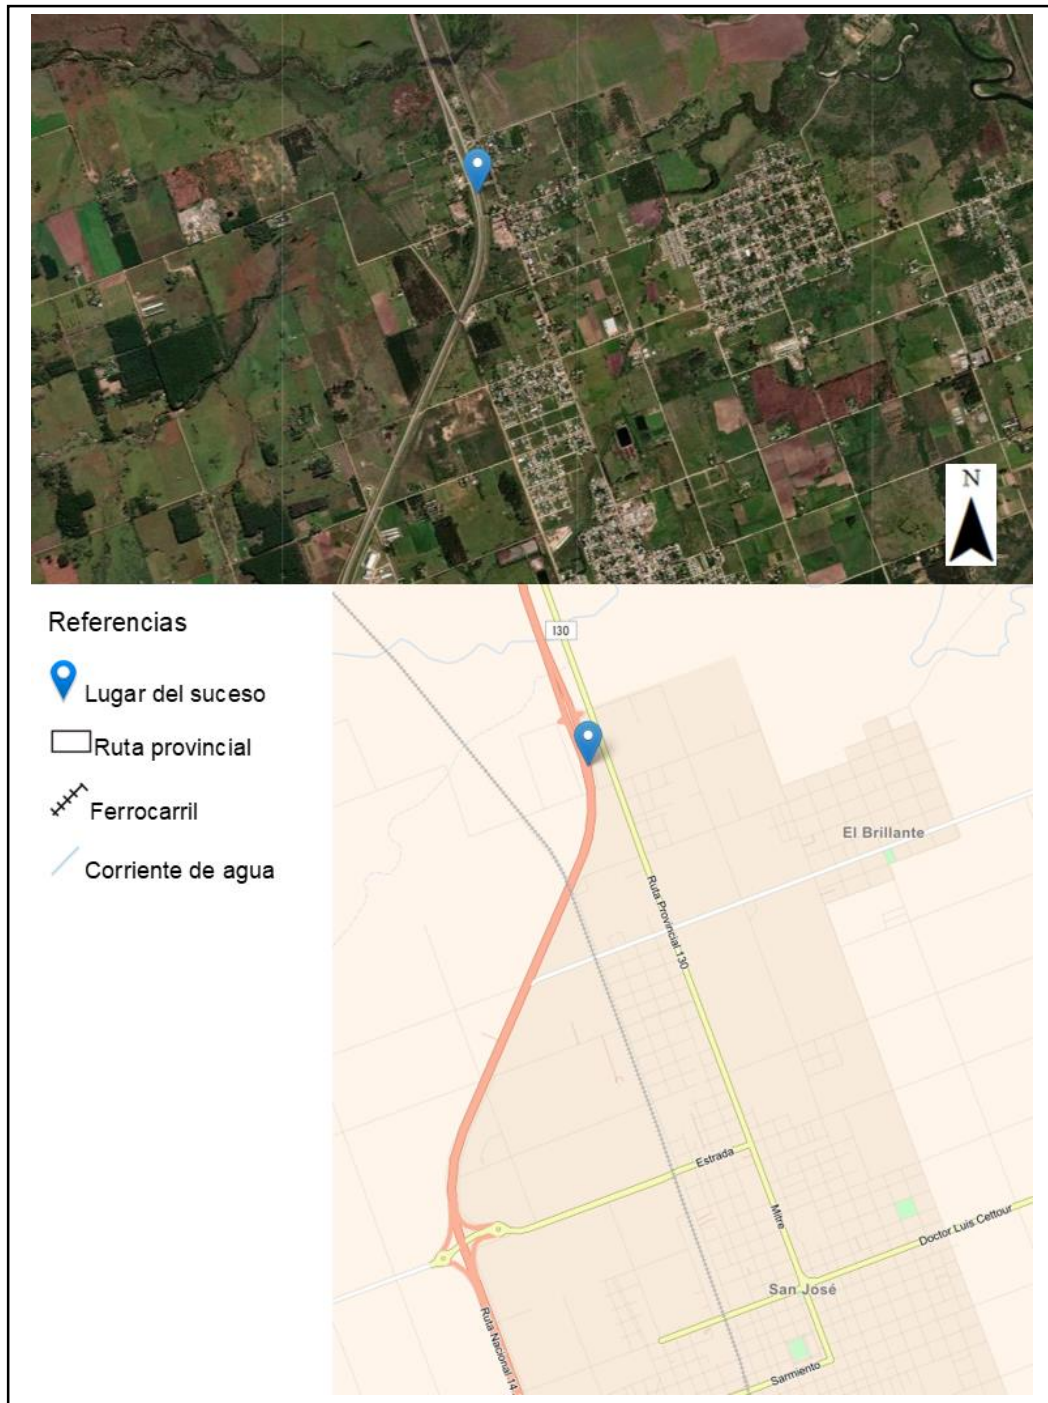 N
Referencias
Lugar del suceso
Ruta provincial
Ferrocarril
Corriente de agua
130
El Brillante
Ruta Provincial 130
Estrada
Mitre
Doctor Luis Cettour
San José
Ruta Nacional 14
Sarmiento